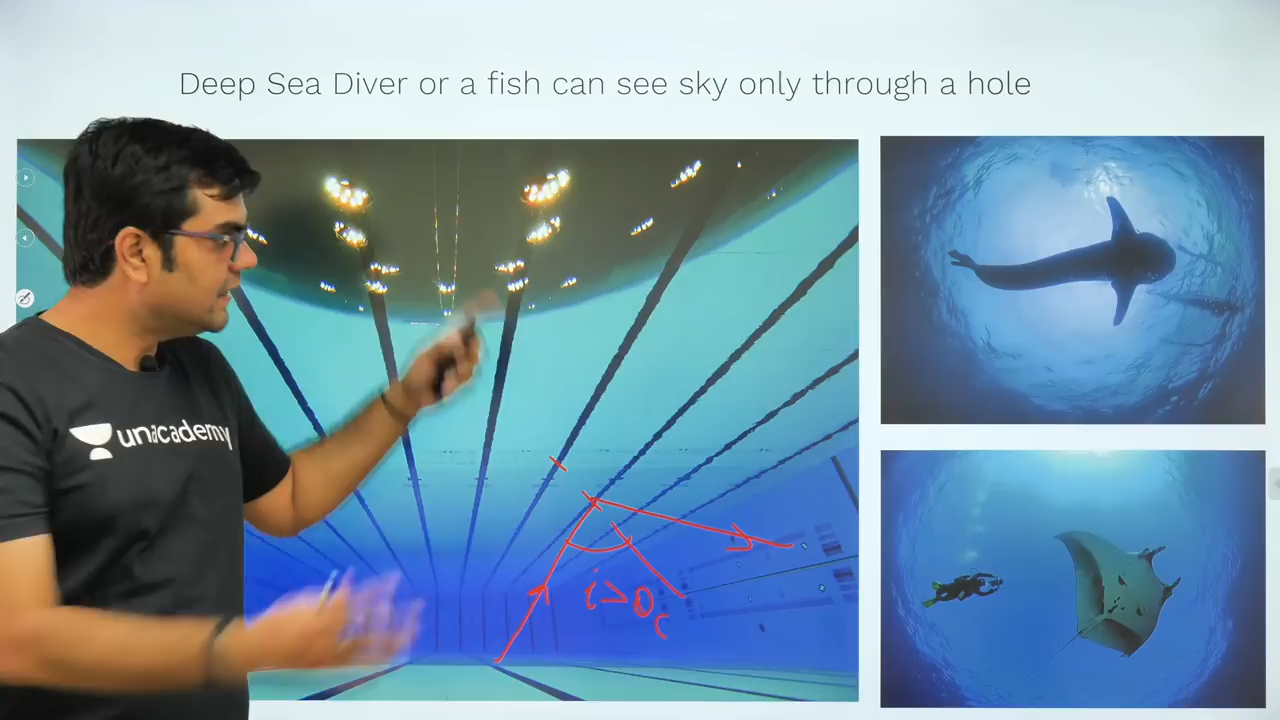 Deep Sea Diver or a fish can see sky only through a hole
unacademy
i > θc